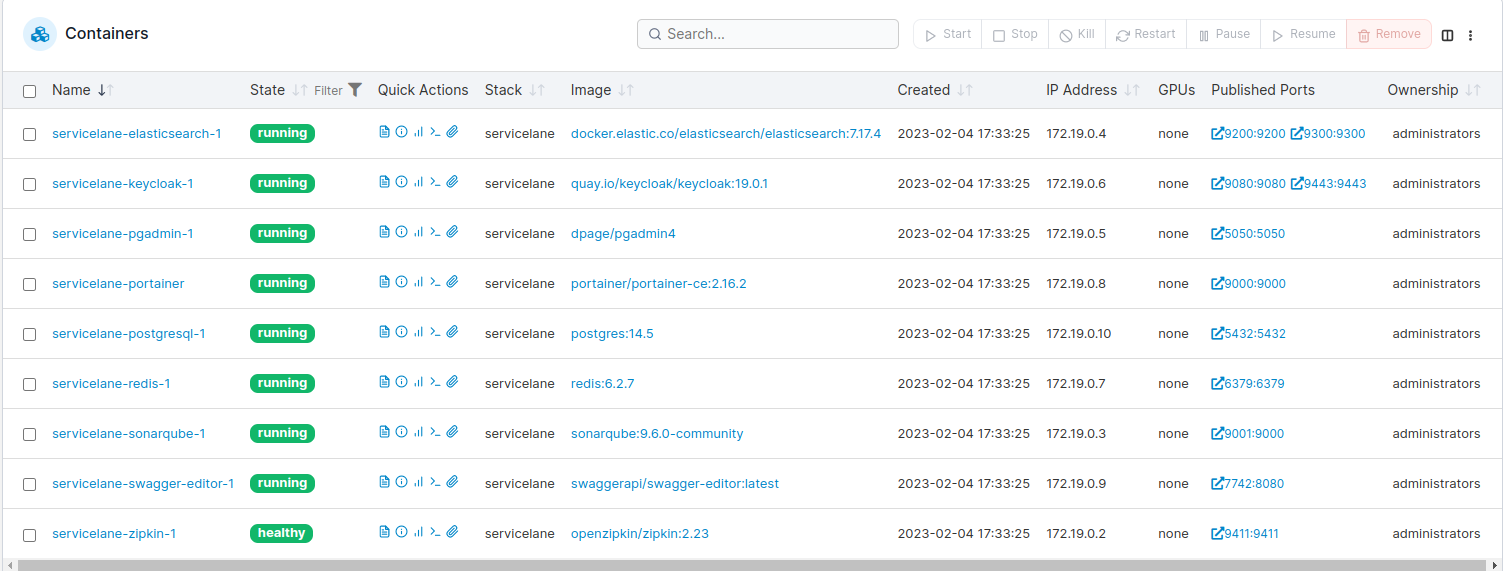 Containers Search... Start Stop Kill Restart Pause Resume Remove
Name State Filter Quick Actions Stack Image Created IP Address GPUs Published Ports Ownership
servicelane-elasticsearch-1 running servicelane docker.elastic.co/elasticsearch/elasticsearch:7.17.4 2023-02-04 17:33:25 172.19.0.4 none 9200:9200 9300:9300 administrators
servicelane-keycloak-1 running servicelane quay.io/keycloak/keycloak:19.0.1 2023-02-04 17:33:25 172.19.0.6 none 9080:9080 9443:9443 administrators
servicelane-pgadmin-1 running servicelane dpage/pgadmin4 2023-02-04 17:33:25 172.19.0.5 none 5050:5050 administrators
servicelane-portainer running servicelane portainer/portainer-ce:2.16.2 2023-02-04 17:33:25 172.19.0.8 none 9000:9000 administrators
servicelane-postgresql-1 running servicelane postgres:14.5 2023-02-04 17:33:25 172.19.0.10 none 5432:5432 administrators
servicelane-redis-1 running servicelane redis:6.2.7 2023-02-04 17:33:25 172.19.0.7 none 6379:6379 administrators
servicelane-sonarqube-1 running servicelane sonarqube:9.6.0-community 2023-02-04 17:33:25 172.19.0.3 none 9001:9000 administrators
servicelane-swagger-editor-1 running servicelane swaggerapi/swagger-editor:latest 2023-02-04 17:33:25 172.19.0.9 none 7742:8080 administrators
servicelane-zipkin-1 healthy servicelane openzipkin/zipkin:2.23 2023-02-04 17:33:25 172.19.0.2 none 9411:9411 administrators